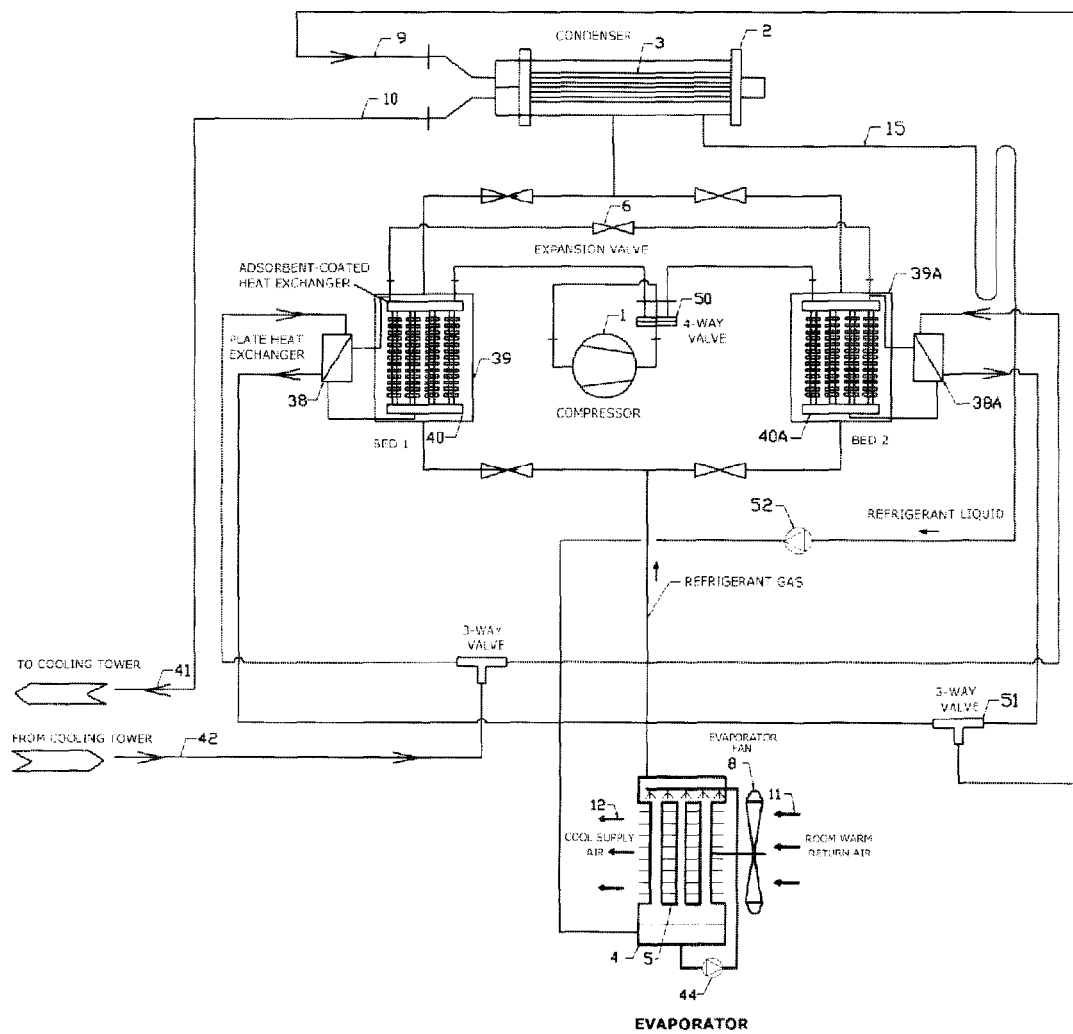 CONDENSER
9
3
2
10
15
6
EXPANSION VALVE
ADSORBENT-COATED
HEAT EXCHANGER
39A
50
1
4-WAY
VALVE
PLATE HEAT
EXCHANGER
39
38
38A
COMPRESSOR
40
BED 1
40A
BED 2
52
REFRIGERANT LIQUID
REFRIGERANT GAS
3-WAY
VALVE
TO COOLING TOWER
41
3-WAY
VALVE
51
FROM COOLING TOWER
42
EVAPORATOR
FAN
8
11
12
COOL SUPPLY
AIR
ROOM WARM
RETURN AIR
4
5
44
EVAPORATOR